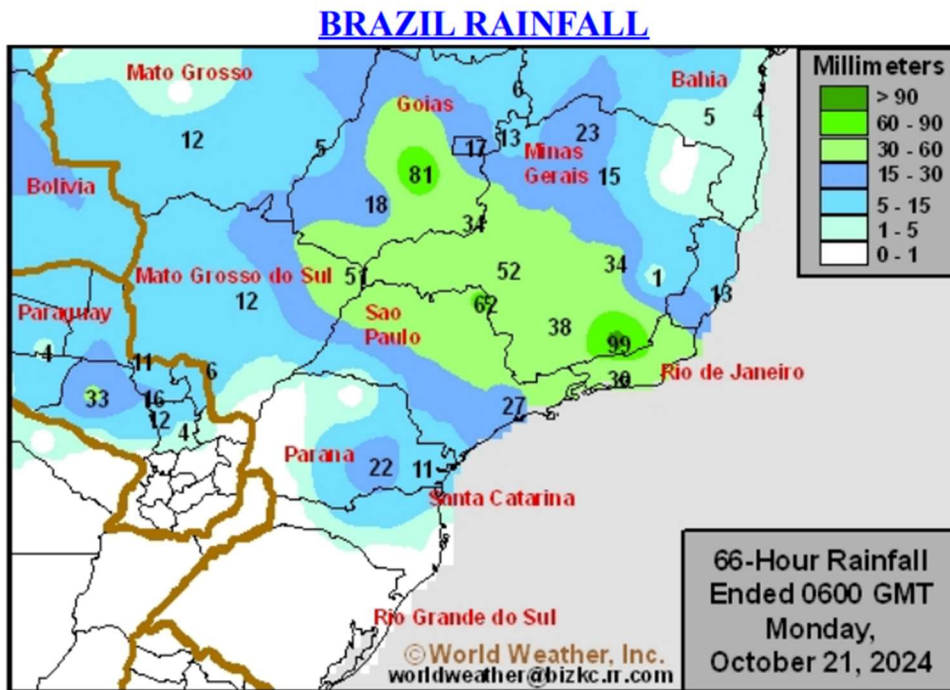 BRAZIL RAINFALL
Mato Grosso
Goias
Bahia
Millimeters
> 90
60 - 90
30 - 60
15 - 30
5 - 15
1 - 5
0 - 1
6
5
4
12
5
17
13
23
Minas
Gerais
15
Bolivia
81
18
34
Mato Grosso do Sul
51
52
34
1
12
62
13
Sao
Paulo
38
Paraguay
99
4
11
6
30
Rio de Janeiro
33
16
12
4
27
Parana
22
11
Santa Catarina
Rio Grande do Sul
©World Weather, Inc.
worldweather@bizkc.rr.com
66-Hour Rainfall
Ended 0600 GMT
Monday,
October 21, 2024